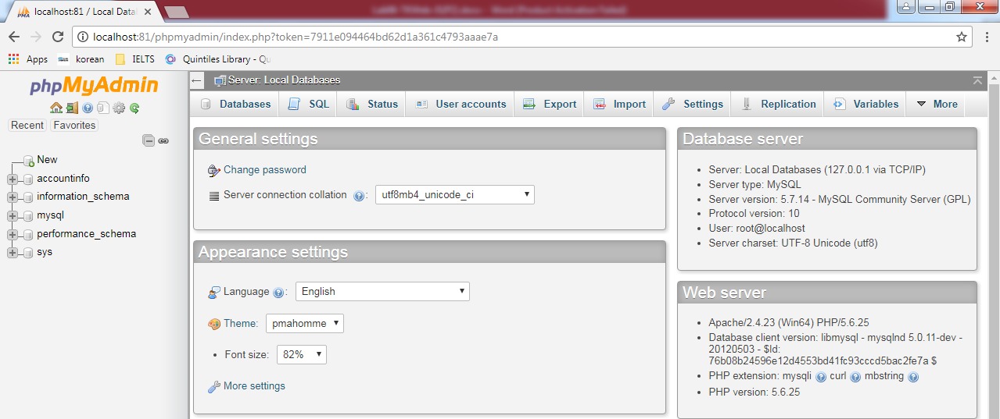 localhost:81 / Local Data
localhost:81/phpmyadmin/index.php?token=7911e094464bd62d1a361c4793aaae7a
Apps korean IELTS Quintiles Library - Qu
phpMyAdmin
Recent Favorites
New
accountinfo
information_schema
mysql
performance_schema
sys
Server: Local Databases
Databases SQL Status User accounts Export Import Settings Replication Variables More
General settings
Change password
Server connection collation : utf8mb4_unicode_ci
Appearance settings
Language : English
Theme: pmahomme
Font size: 82%
More settings
Database server
Server: Local Databases (127.0.0.1 via TCP/IP)
Server type: MySQL
Server version: 5.7.14 - MySQL Community Server (GPL)
Protocol version: 10
User: root@localhost
Server charset: UTF-8 Unicode (utf8)
Web server
Apache/2.4.23 (Win64) PHP/5.6.25
Database client version: libmysql - mysqlnd 5.0.11-dev -
20120503 - $Id:
76b08b24596e12d4553bd41fc93cccd5bac2fe7a $
PHP extension: mysqli curl mbstring
PHP version: 5.6.25